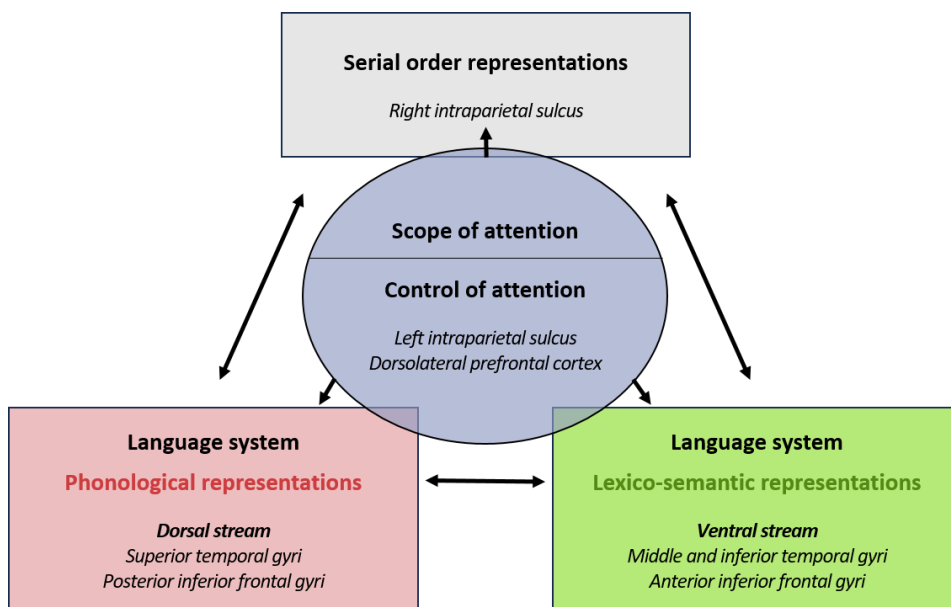 Serial order representations
Right intraparietal sulcus
Scope of attention
Control of attention
Left intraparietal sulcus
Dorsolateral prefrontal cortex
Language system
Phonological representations
Dorsal stream
Superior temporal gyri
Posterior inferior frontal gyri
Language system
Lexico-semantic representations
Ventral stream
Middle and inferior temporal gyri
Anterior inferior frontal gyri